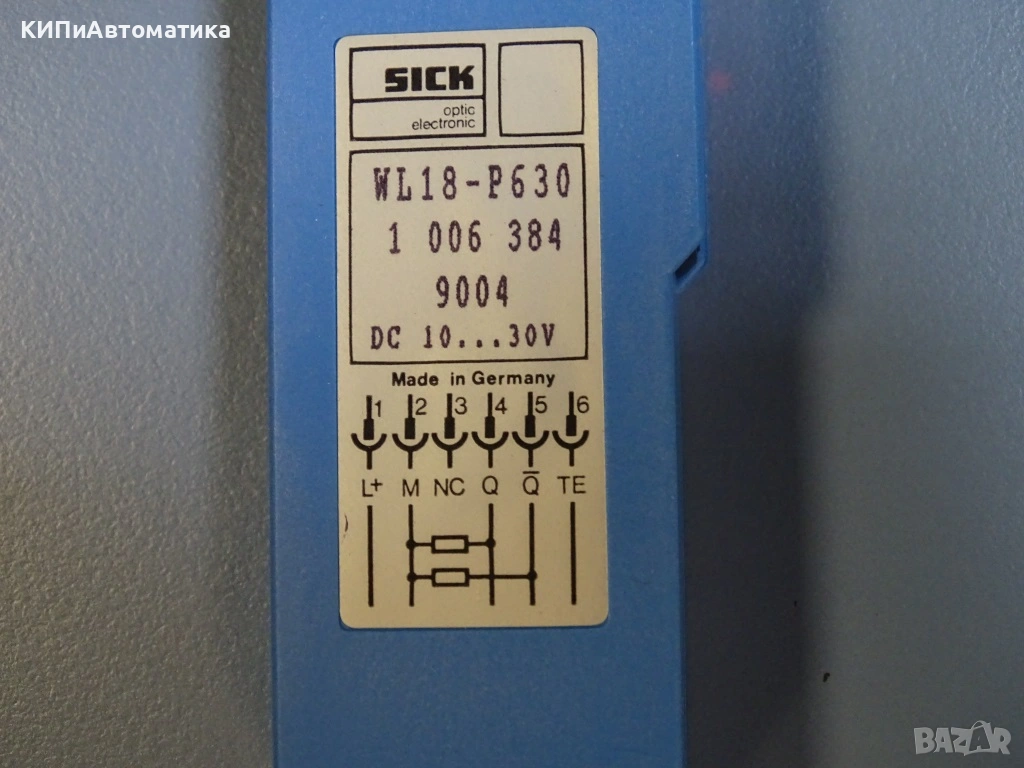 КИПиАвтоматика
SICK
optic
electronic
WL18-P630
1 006 384
9004
DC 10...30V
Made in Germany
1 2 3 4 5 6
L+ M NC Q Q̅ TE
BAZAR